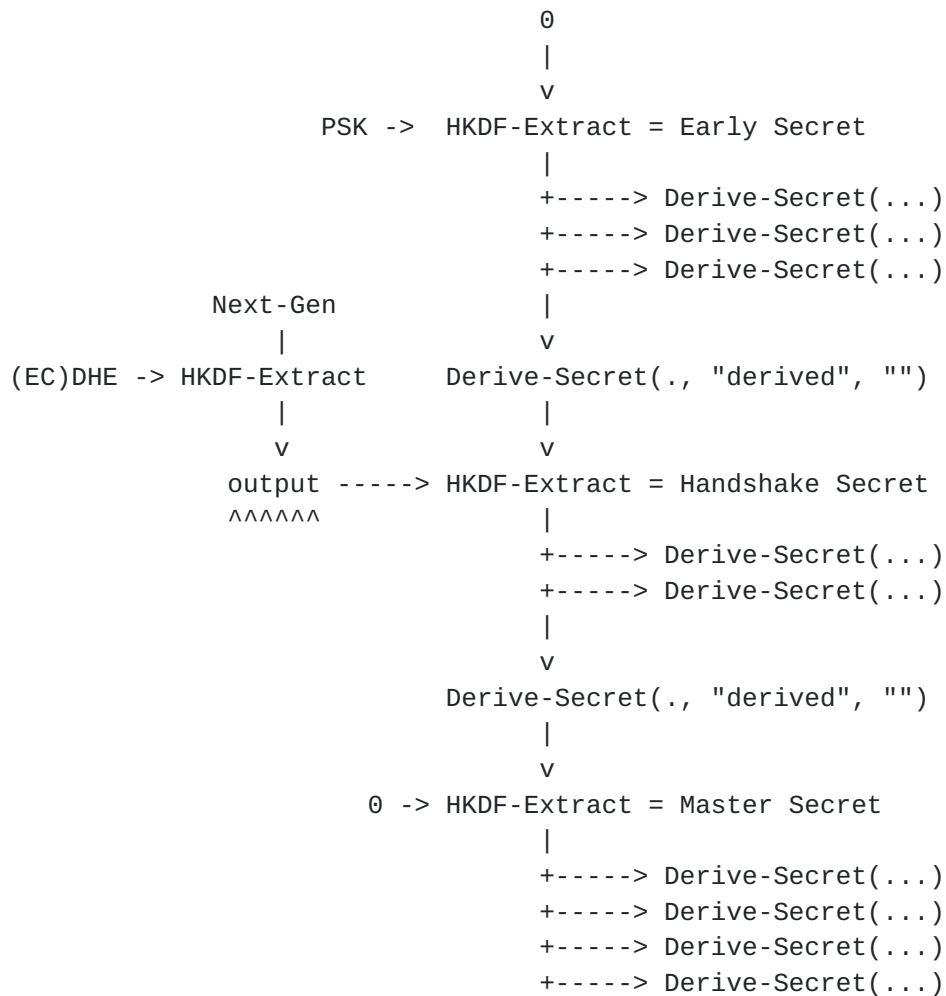 0
                                  |
                                  v
                    PSK ->  HKDF-Extract = Early Secret
                                  |
                                  +-----> Derive-Secret(...)
                                  +-----> Derive-Secret(...)
                                  +-----> Derive-Secret(...)
             Next-Gen             |
                 |                v
(EC)DHE -> HKDF-Extract     Derive-Secret(., "derived", "")
                 |                |
                 v                v
              output -----> HKDF-Extract = Handshake Secret
              ^^^^^^              |
                                  +-----> Derive-Secret(...)
                                  +-----> Derive-Secret(...)
                                  |
                                  v
                            Derive-Secret(., "derived", "")
                                  |
                                  v
                       0 -> HKDF-Extract = Master Secret
                                  |
                                  +-----> Derive-Secret(...)
                                  +-----> Derive-Secret(...)
                                  +-----> Derive-Secret(...)
                                  +-----> Derive-Secret(...)